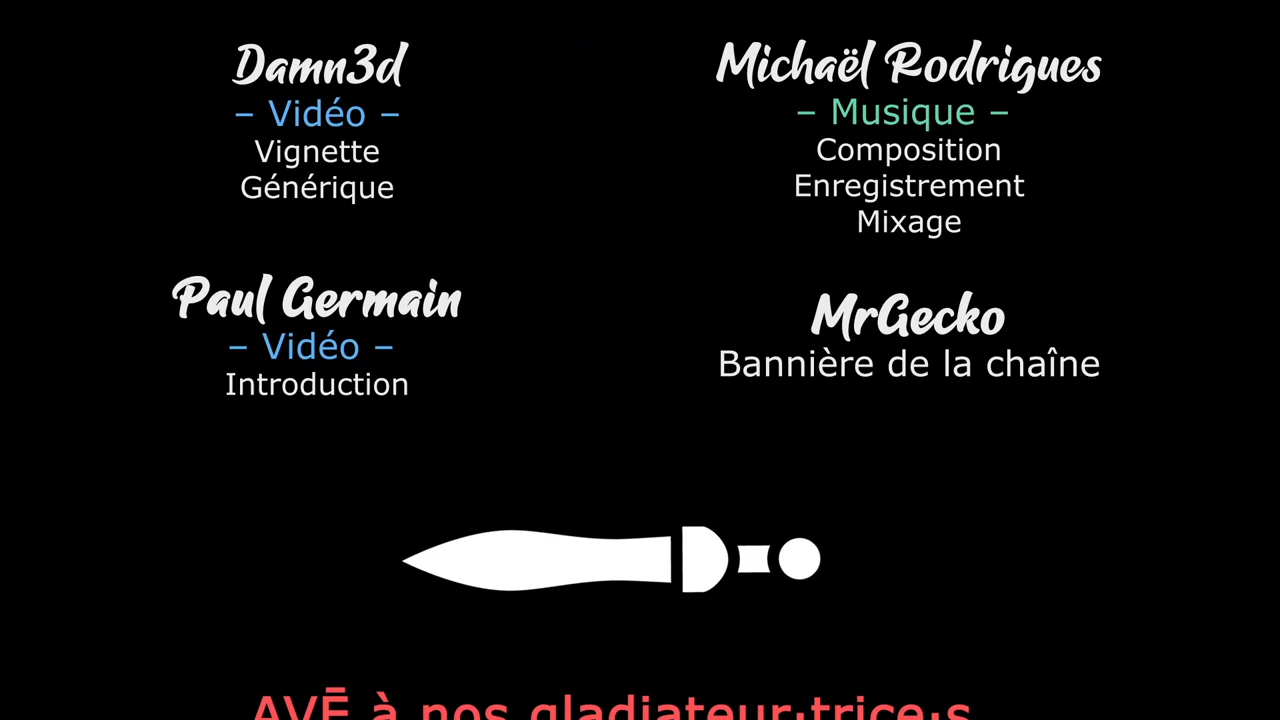 Damn3d
– Vidéo –
Vignette
Générique
Michaël Rodrigues
– Musique –
Composition
Enregistrement
Mixage
Paul Germain
– Vidéo –
Introduction
MrGecko
Bannière de la chaîne
AVĒ à nos gladiateur·trice·s